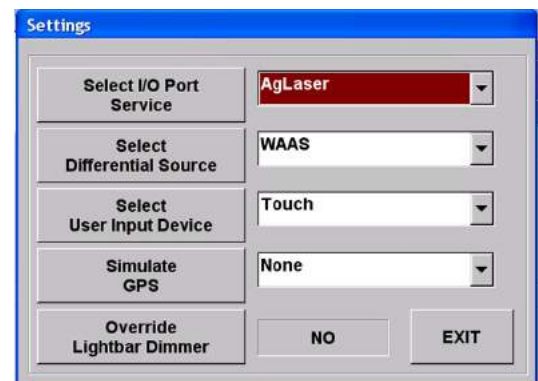 Settings
Select I/O Port
Service
AgLaser
Select
Differential Source
WAAS
Select
User Input Device
Touch
Simulate
GPS
None
Override
Lightbar Dimmer
NO
EXIT